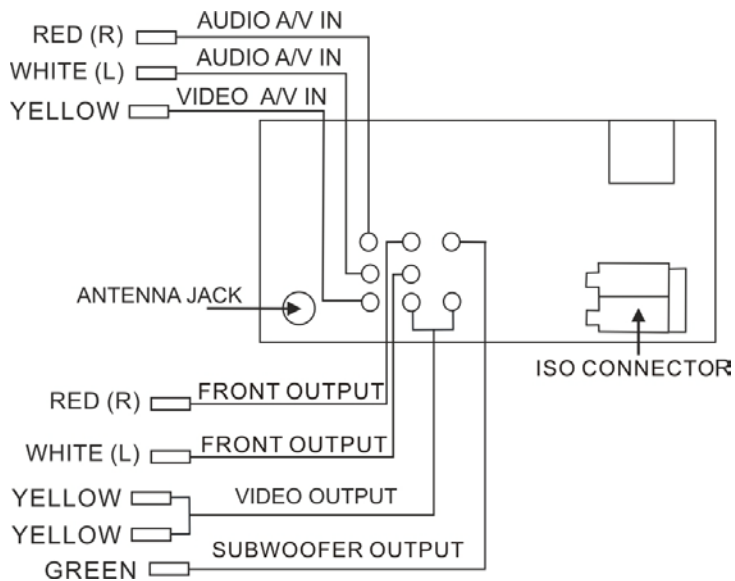 RED (R) AUDIO A/V IN
WHITE (L) AUDIO A/V IN
YELLOW VIDEO A/V IN
ANTENNA JACK
ISO CONNECTOR
RED (R) FRONT OUTPUT
WHITE (L) FRONT OUTPUT
YELLOW VIDEO OUTPUT
YELLOW
GREEN SUBWOOFER OUTPUT